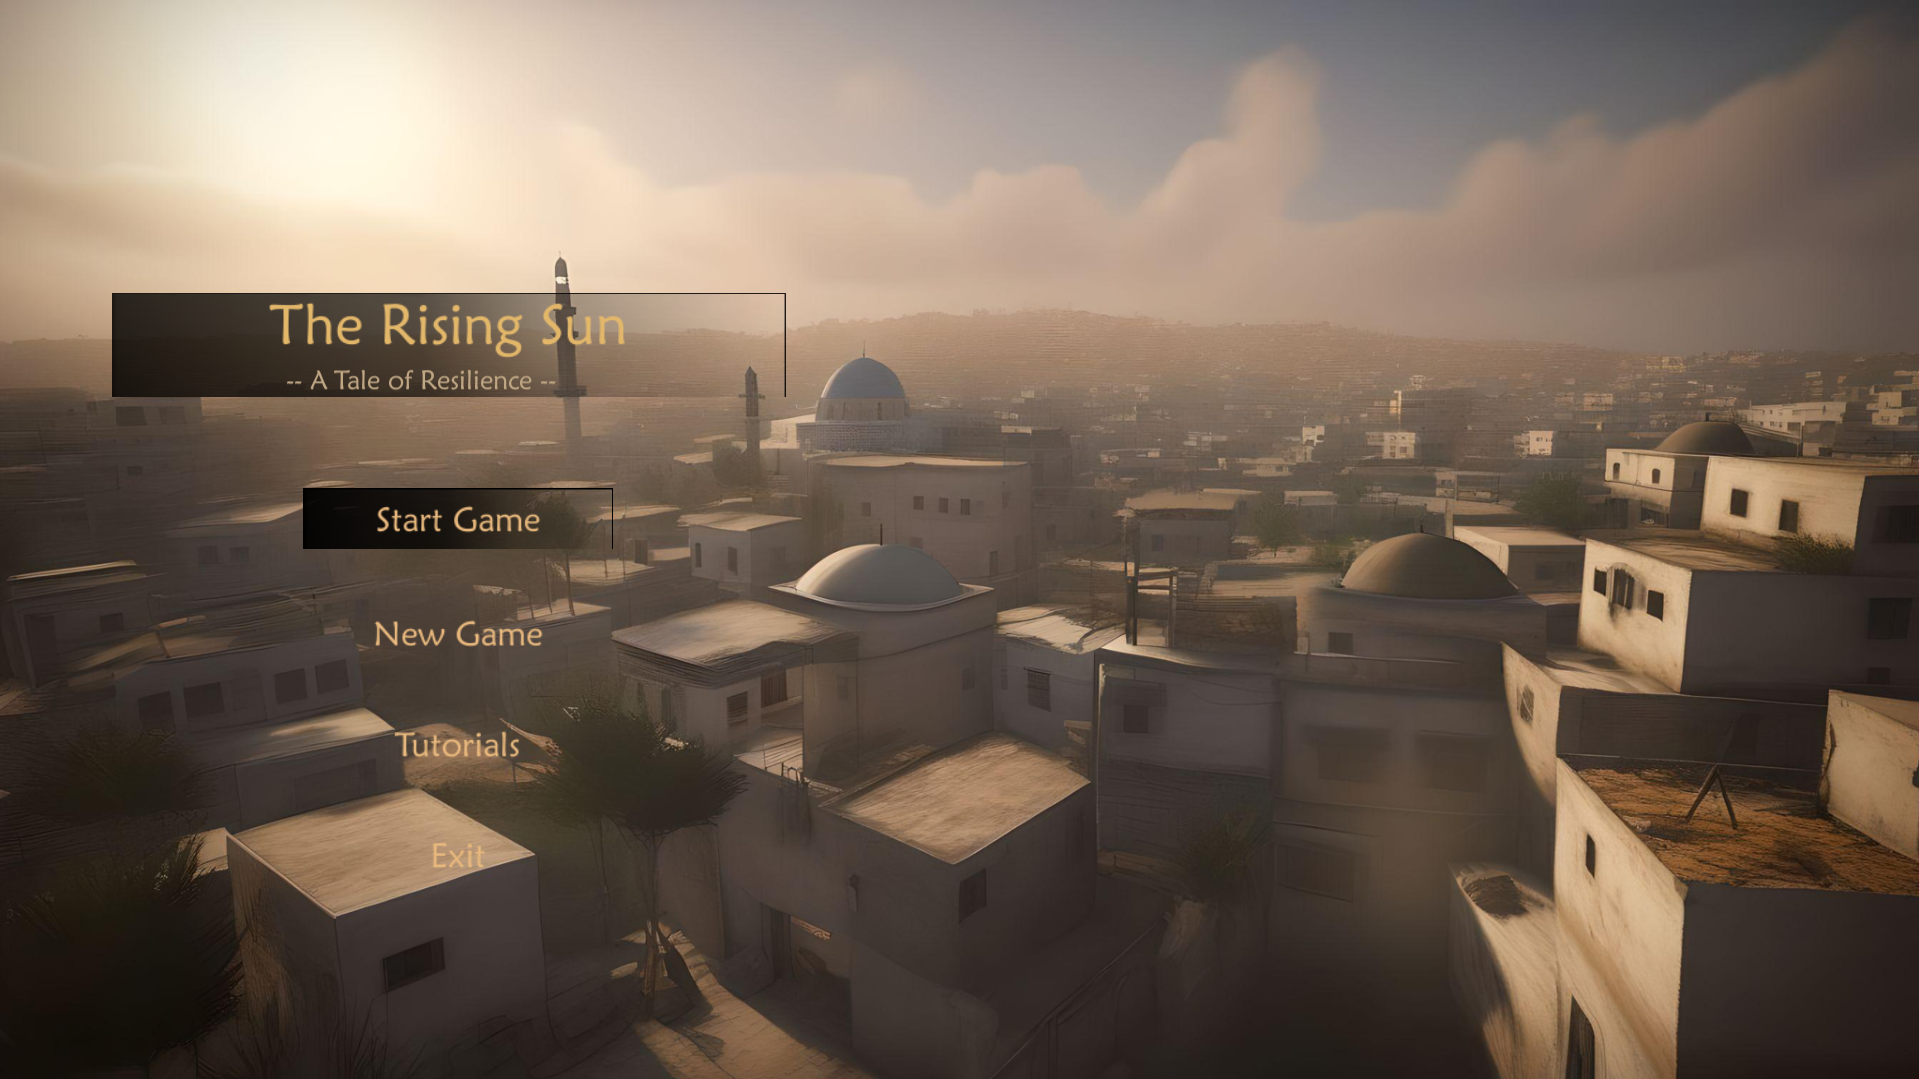 The Rising Sun
-- A Tale of Resilience --
Start Game
New Game
Tutorials
Exit